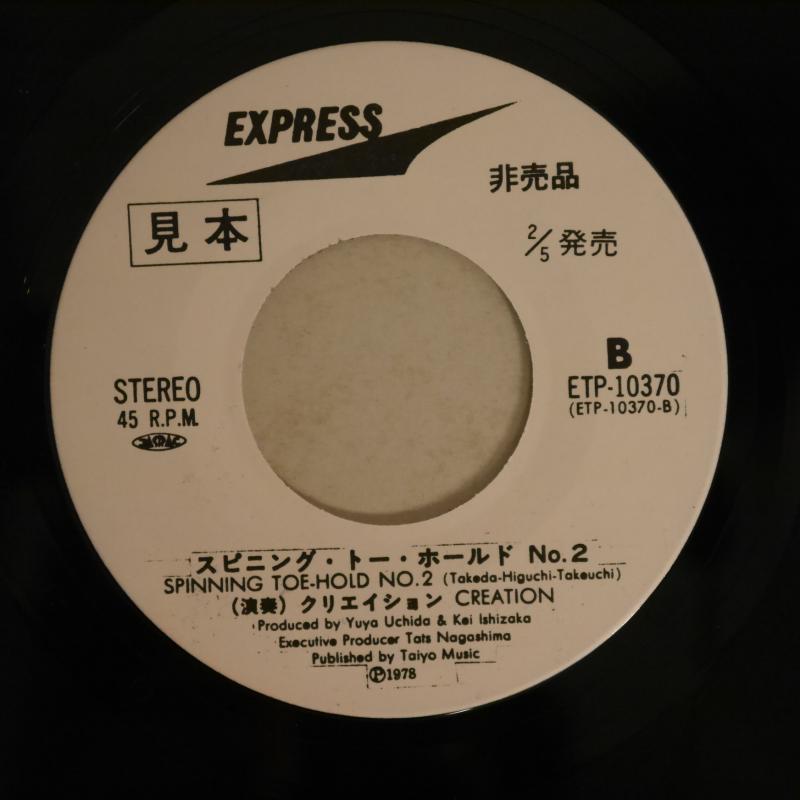 EXPRESS
非売品
見本
2/5 発売
B
STEREO
ETP-10370
45 R.P.M.
(ETP-10370-B)
JASRAC
スピニング・トー・ホールド No.2
SPINNING TOE-HOLD NO.2 (Takeda-Higuchi-Takeuchi)
(演奏) クリエイション CREATION
Produced by Yuya Uchida & Kei Ishizaka
Executive Producer Tats Nagashima
Published by Taiyo Music
Ⓟ1978